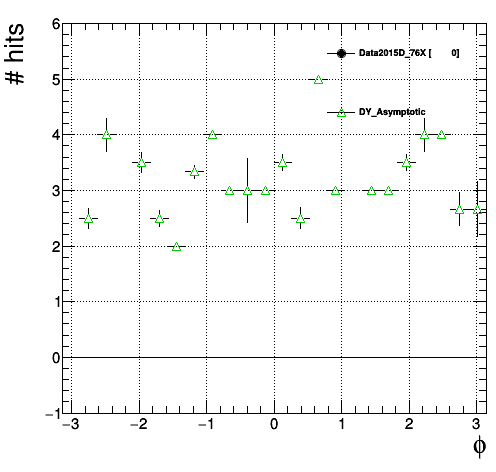 # hits
6
5
4
3
2
1
0
−1
Data2015D_76X [ 0]
DY_Asymptotic
−3 −2 −1 0 1 2 3
ϕ